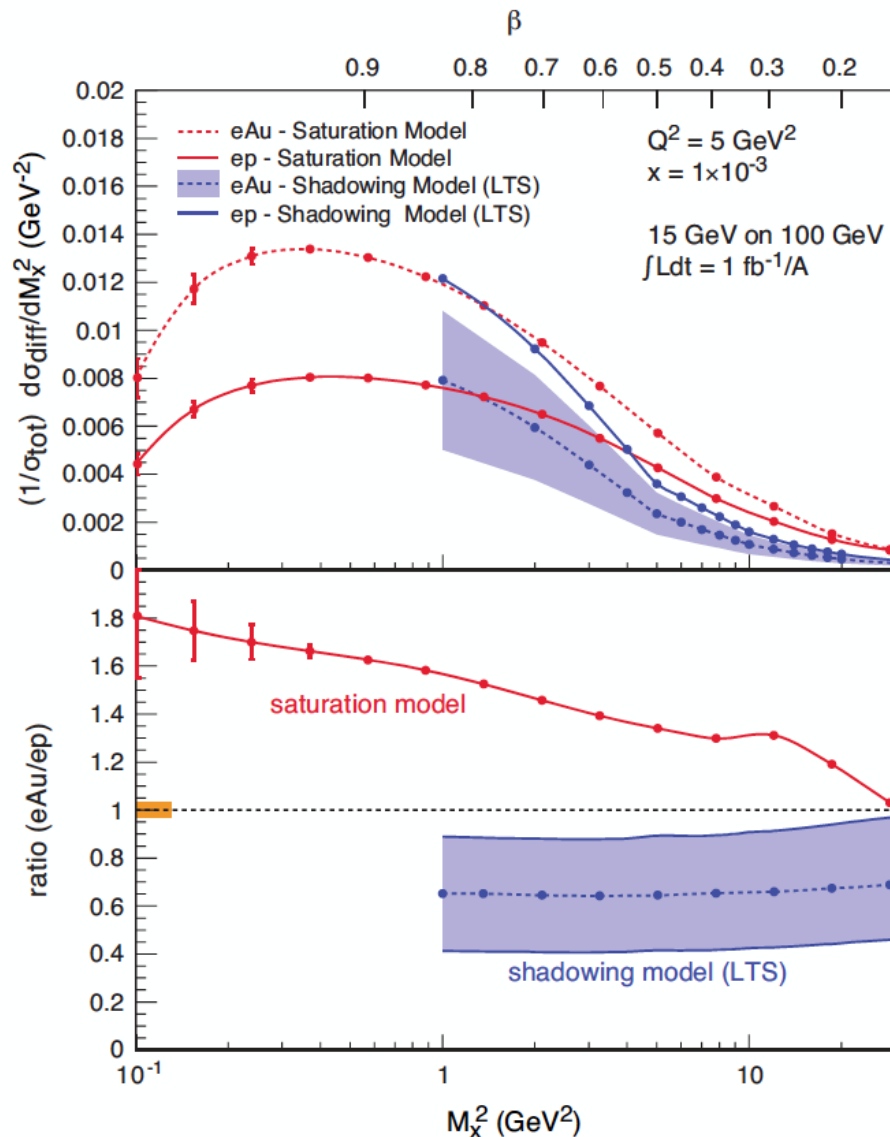 β
0.9 0.8 0.7 0.6 0.5 0.4 0.3 0.2
0.02
0.018
0.016
0.014
0.012
0.01
0.008
0.006
0.004
0.002
0
(1/σtot) dσdiff/dMx² (GeV⁻²)
eAu - Saturation Model
ep - Saturation Model
eAu - Shadowing Model (LTS)
ep - Shadowing Model (LTS)
Q² = 5 GeV²
x = 1×10⁻³
15 GeV on 100 GeV
∫Ldt = 1 fb⁻¹/A
1.8
1.6
1.4
1.2
1
0.8
0.6
0.4
0.2
0
ratio (eAu/ep)
saturation model
shadowing model (LTS)
10⁻¹ 1 10
Mx² (GeV²)